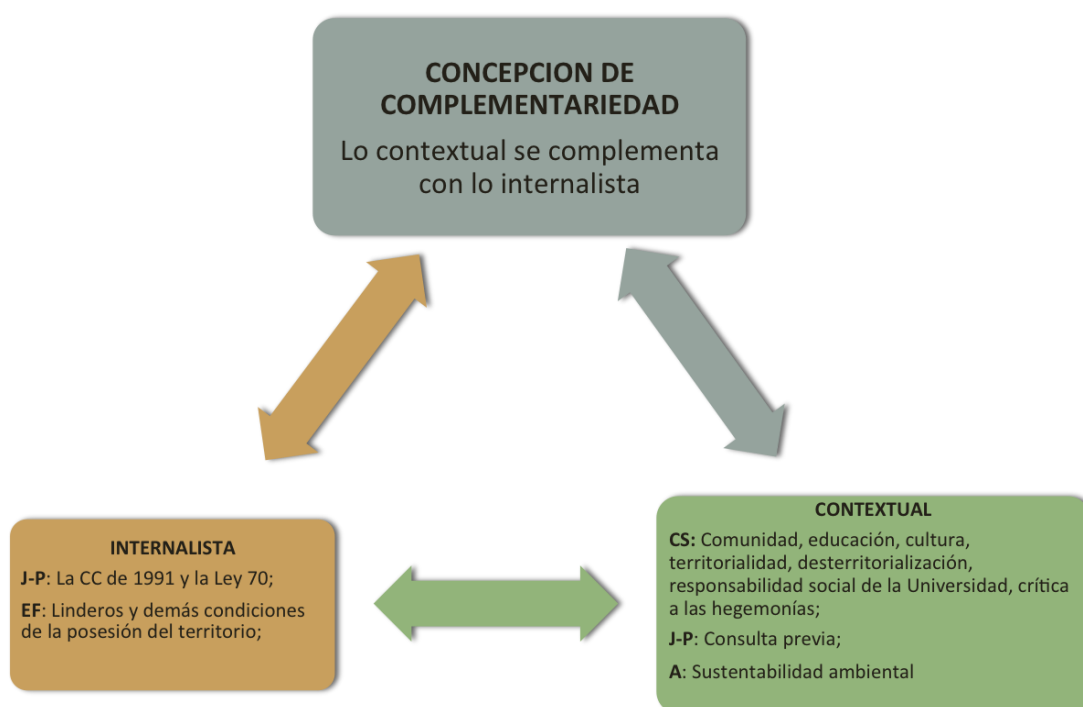 CONCEPCION DE
COMPLEMENTARIEDAD
Lo contextual se complementa
con lo internalista
INTERNALISTA
J-P: La CC de 1991 y la Ley 70;
EF: Linderos y demás condiciones
de la posesión del territorio;
CONTEXTUAL
CS: Comunidad, educación, cultura,
territorialidad, desterritorialización,
responsabilidad social de la Universidad, crítica
a las hegemonías;
J-P: Consulta previa;
A: Sustentabilidad ambiental